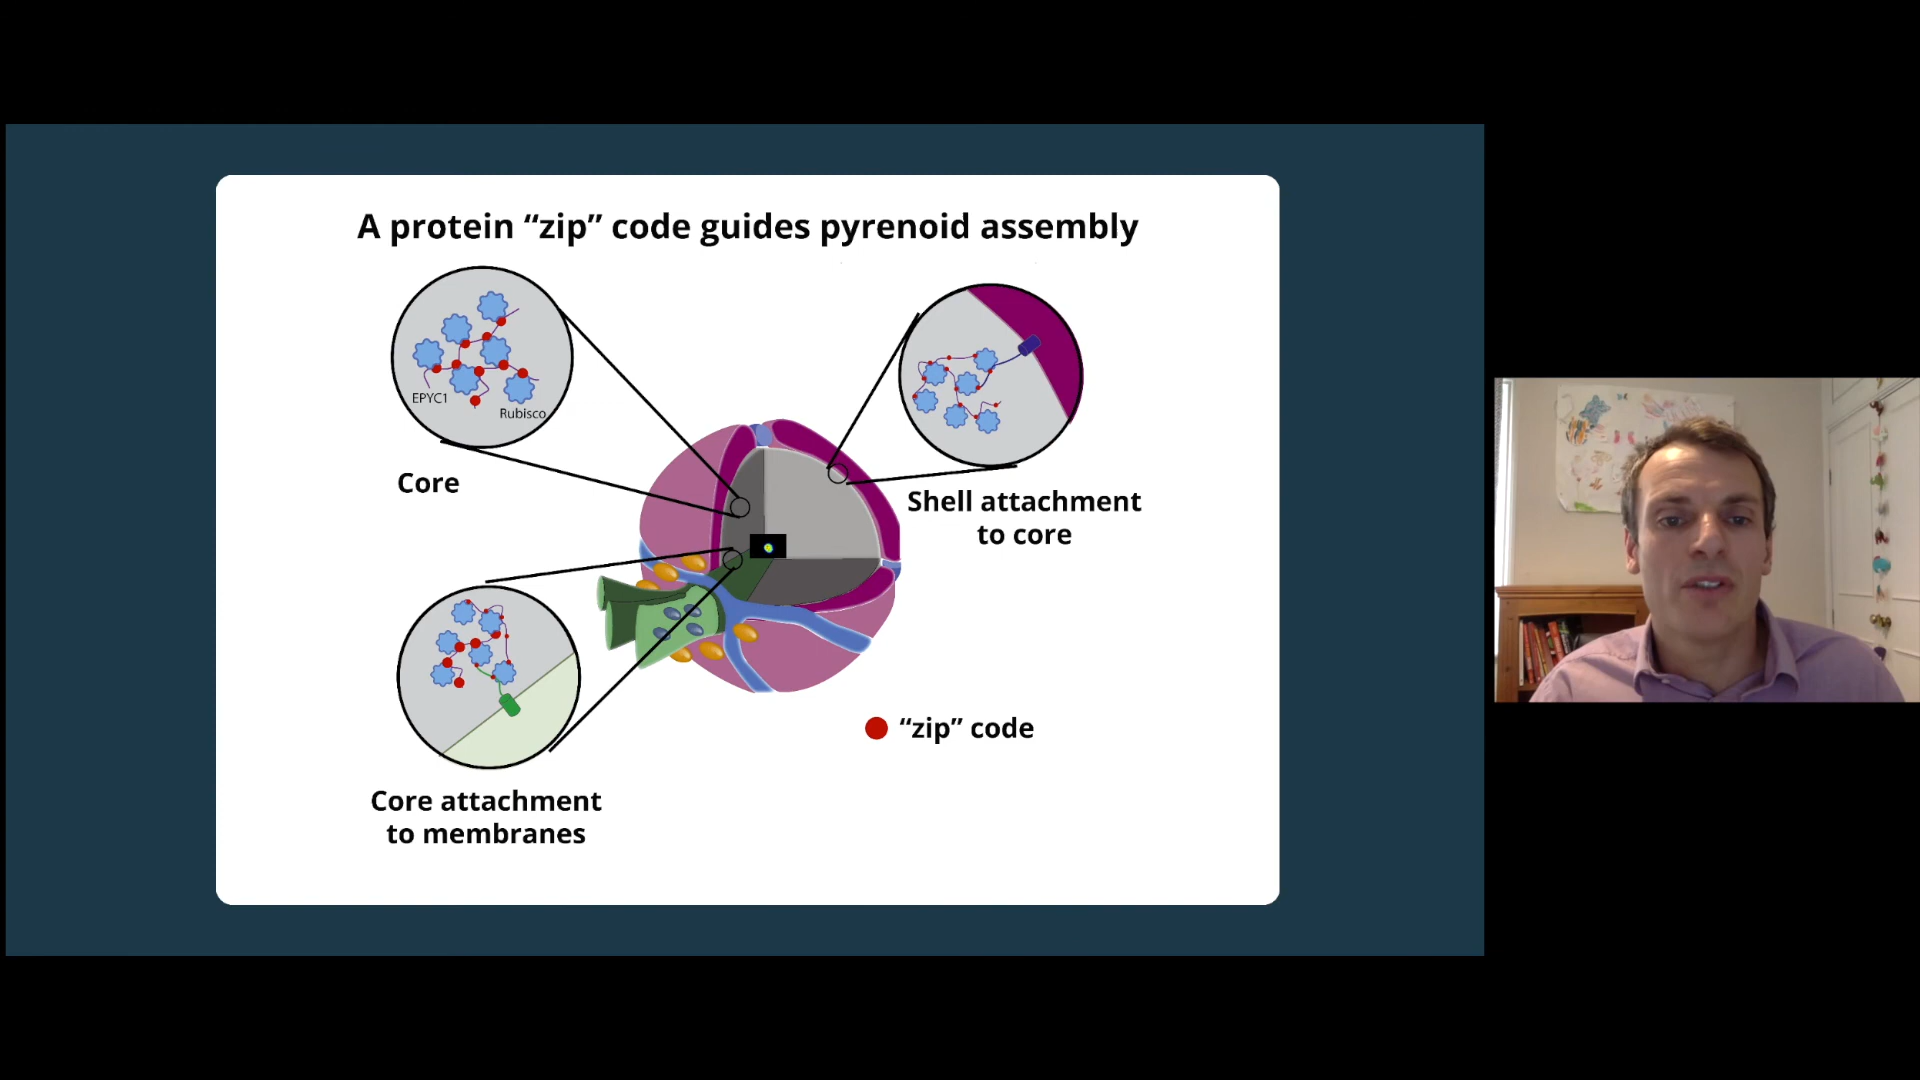 A protein “zip” code guides pyrenoid assembly
EPYC1
Rubisco
Core
Shell attachment
to core
“zip” code
Core attachment
to membranes